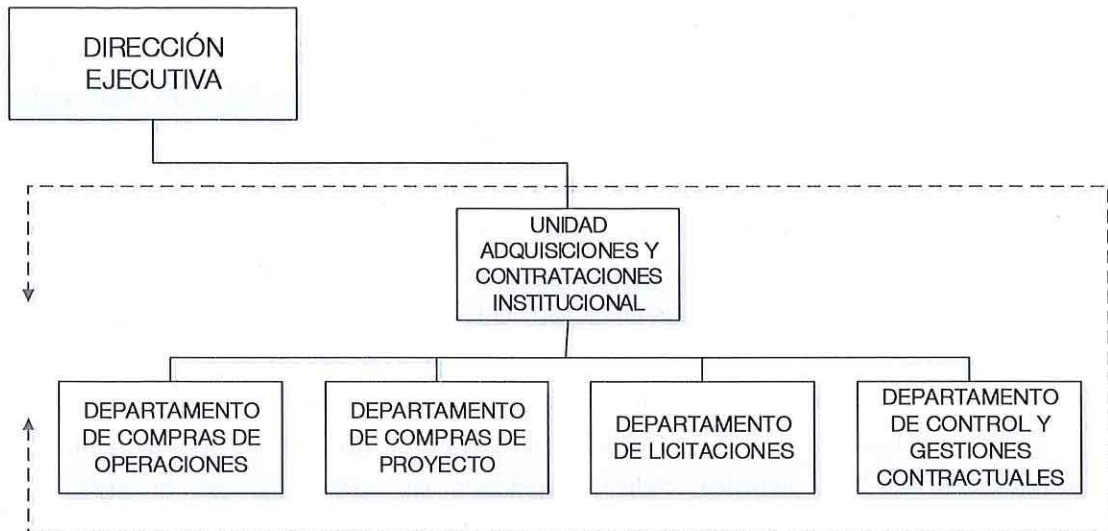 DIRECCIÓN
EJECUTIVA
UNIDAD
ADQUISICIONES Y
CONTRATACIONES
INSTITUCIONAL
DEPARTAMENTO
DE COMPRAS DE
OPERACIONES
DEPARTAMENTO
DE COMPRAS DE
PROYECTO
DEPARTAMENTO
DE LICITACIONES
DEPARTAMENTO
DE CONTROL Y
GESTIONES
CONTRACTUALES